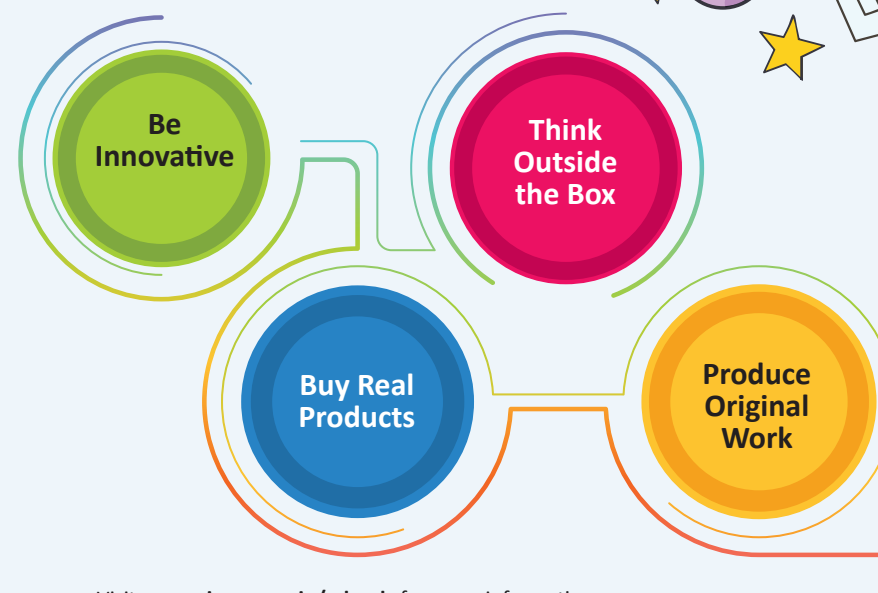 Be
Innovative
Think
Outside
the Box
Buy Real
Products
Produce
Original
Work